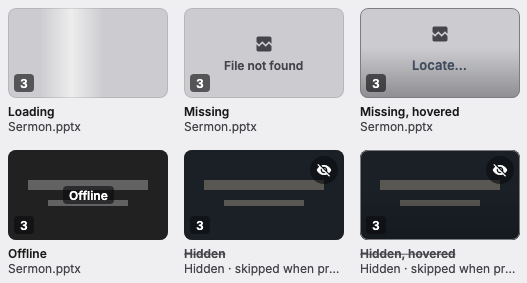 3
File not found
3
Locate...
3
Loading
Sermon.pptx
Missing
Sermon.pptx
Missing, hovered
Sermon.pptx
Offline
3
3
3
Offline
Sermon.pptx
Hidden
Hidden · skipped when pr...
Hidden, hovered
Hidden · skipped when pr...